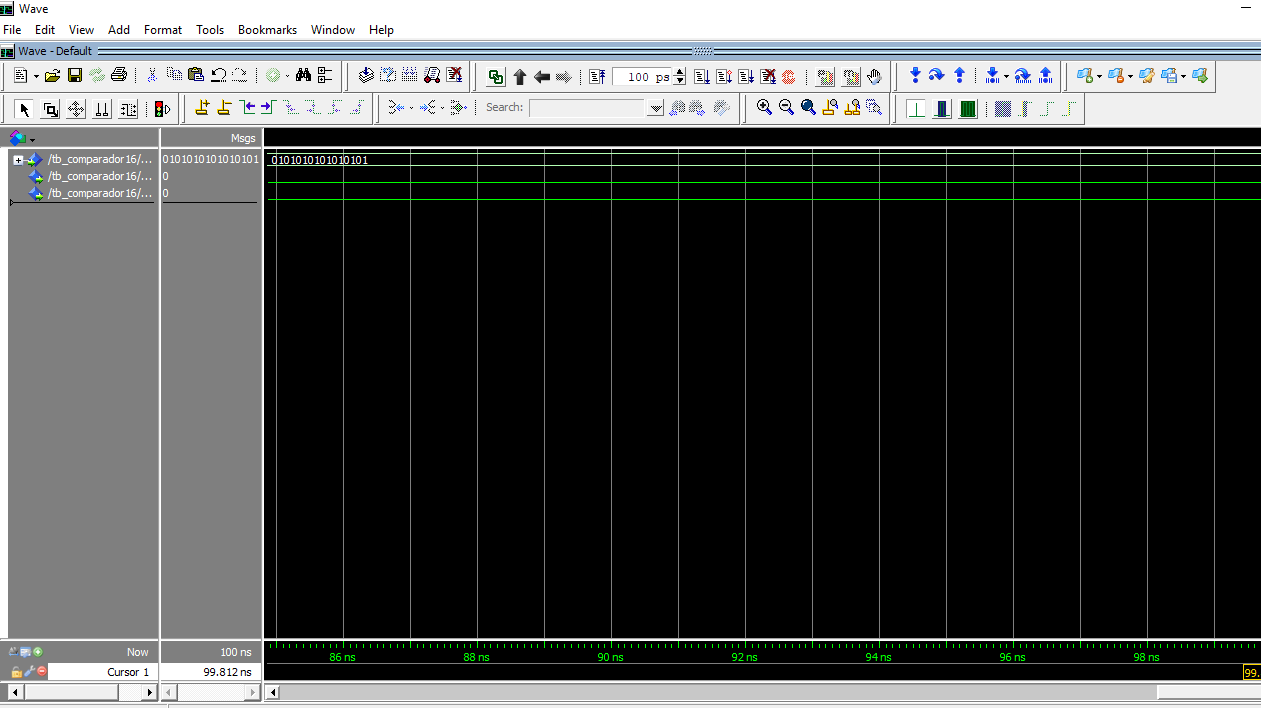 Wave
File Edit View Add Format Tools Bookmarks Window Help
Wave - Default
100 ps
Search:
Msgs
/tb_comparador16/... 0101010101010101 0101010101010101
/tb_comparador16/... 0
/tb_comparador16/... 0
Now 100 ns 86 ns 88 ns 90 ns 92 ns 94 ns 96 ns 98 ns
Cursor 1 99.812 ns 99.